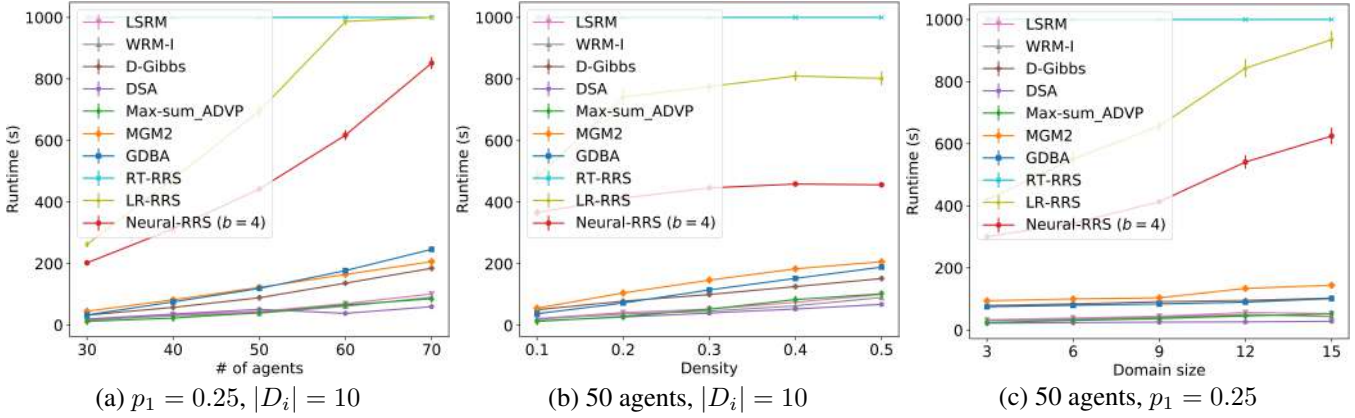 1000
800
600
400
200
0
Runtime (s)
LSRM
WRM-I
D-Gibbs
DSA
Max-sum_ADVP
MGM2
GDBA
RT-RRS
LR-RRS
Neural-RRS (b = 4)
30 40 50 60 70
# of agents
(a) p₁ = 0.25, |Dᵢ| = 10
1000
800
600
400
200
0
Runtime (s)
LSRM
WRM-I
D-Gibbs
DSA
Max-sum_ADVP
MGM2
GDBA
RT-RRS
LR-RRS
Neural-RRS (b = 4)
0.1 0.2 0.3 0.4 0.5
Density
(b) 50 agents, |Dᵢ| = 10
1000
800
600
400
200
0
Runtime (s)
LSRM
WRM-I
D-Gibbs
DSA
Max-sum_ADVP
MGM2
GDBA
RT-RRS
LR-RRS
Neural-RRS (b = 4)
3 6 9 12 15
Domain size
(c) 50 agents, p₁ = 0.25